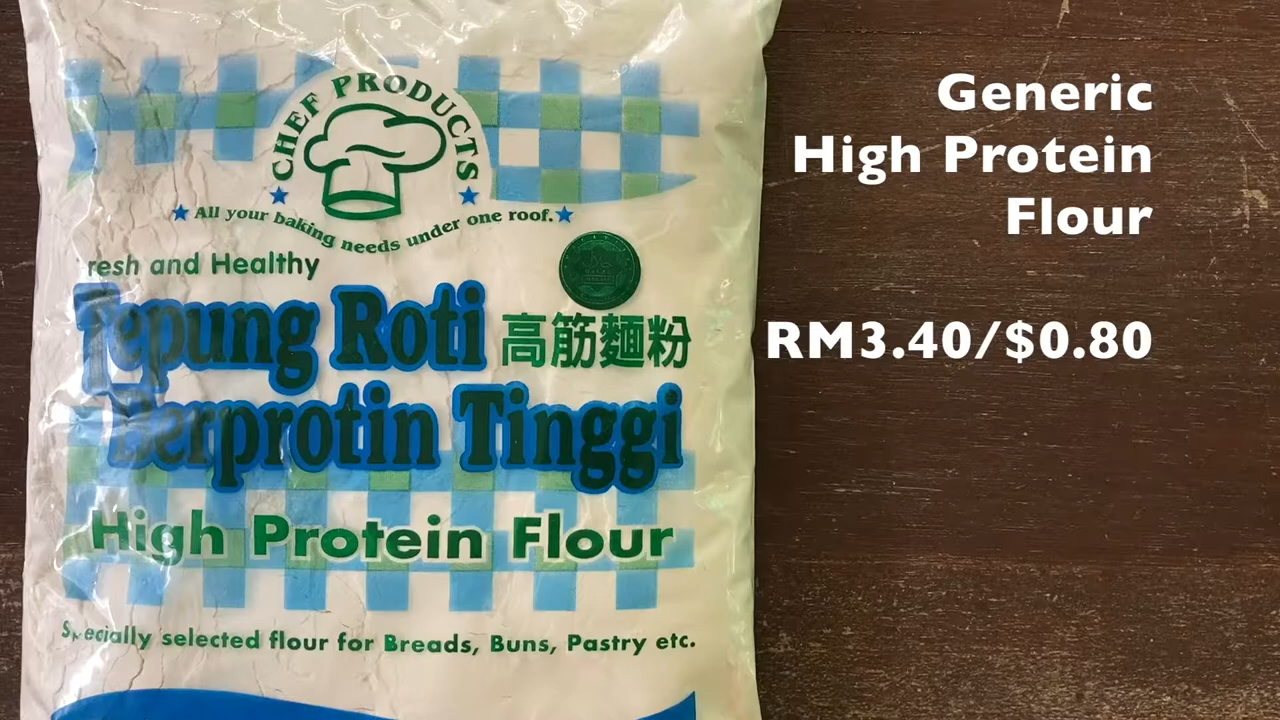 CHEF PRODUCTS
All your baking needs under one roof.
resh and Healthy
Tepung Roti 高筋麵粉
Berprotin Tinggi
High Protein Flour
Specially selected flour for Breads, Buns, Pastry etc.
Generic
High Protein
Flour
RM3.40/$0.80